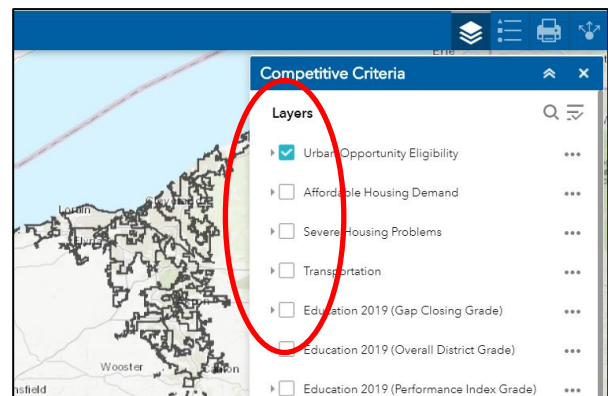 Erie
Competitive Criteria
Layers
Urban Opportunity Eligibility
Affordable Housing Demand
Severe Housing Problems
Transportation
Education 2019 (Gap Closing Grade)
Education 2019 (Overall District Grade)
Education 2019 (Performance Index Grade)
Lorain
Wooster
nsfield